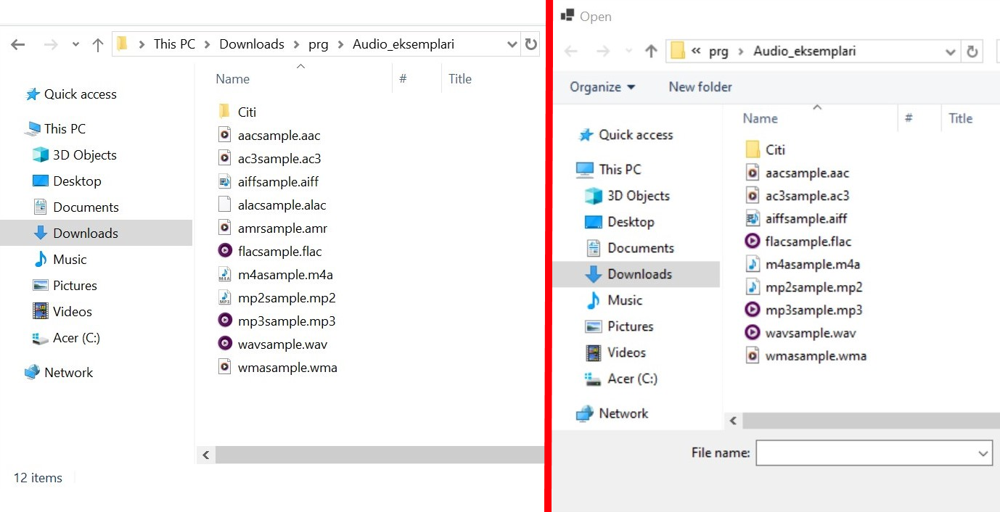 This PC > Downloads > prg > Audio_eksemplari
Name # Title
Quick access
This PC
3D Objects
Desktop
Documents
Downloads
Music
Pictures
Videos
Acer (C:)
Network
Citi
aacsample.aac
ac3sample.ac3
aiffsample.aiff
alacsample.alac
amrsample.amr
flacsample.flac
m4asample.m4a
mp2sample.mp2
mp3sample.mp3
wavsample.wav
wmasample.wma
M4A
MP3
12 items
Open
« prg > Audio_eksemplari
Organize New folder
Name # Title
Quick access
This PC
3D Objects
Desktop
Documents
Downloads
Music
Pictures
Videos
Acer (C:)
Network
Citi
aacsample.aac
ac3sample.ac3
aiffsample.aiff
flacsample.flac
m4asample.m4a
mp2sample.mp2
mp3sample.mp3
wavsample.wav
wmasample.wma
File name: